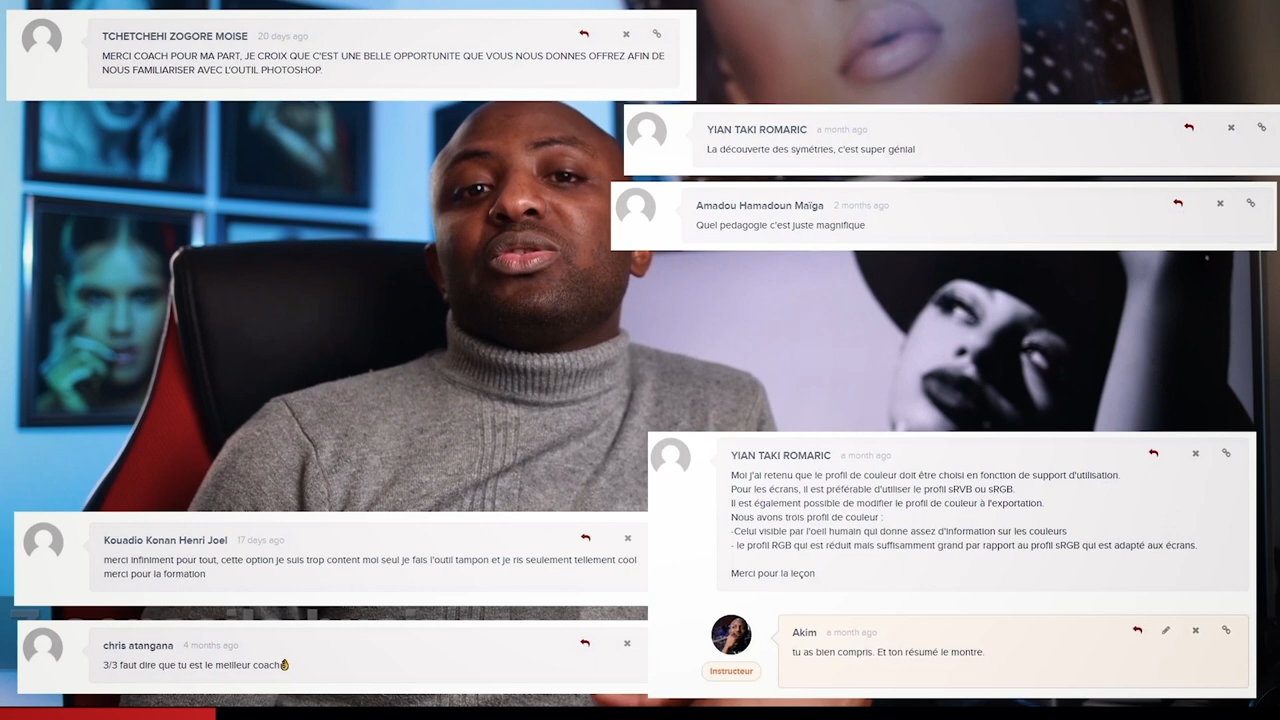 TCHETCHEHI ZOGORE MOISE 20 days ago
MERCI COACH POUR MA PART, JE CROIX QUE C'EST UNE BELLE OPPORTUNITE QUE VOUS NOUS DONNES OFFREZ AFIN DE
NOUS FAMILIARISER AVEC L'OUTIL PHOTOSHOP.
YIAN TAKI ROMARIC a month ago
La découverte des symétries, c'est super génial
Amadou Hamadoun Maïga 2 months ago
Quel pedagogie c'est juste magnifique
YIAN TAKI ROMARIC a month ago
Moi j'ai retenu que le profil de couleur doit être choisi en fonction de support d'utilisation.
Pour les écrans, il est préférable d'utiliser le profil sRVB ou sRGB.
Il est également possible de modifier le profil de couleur à l'exportation.
Nous avons trois profil de couleur :
-Celui visible par l'oeil humain qui donne assez d'information sur les couleurs
- le profil RGB qui est réduit mais suffisamment grand par rapport au profil sRGB qui est adapté aux écrans.
Merci pour la leçon
Akim a month ago
tu as bien compris. Et ton résumé le montre.
Instructeur
Kouadio Konan Henri Joel 17 days ago
merci infiniment pour tout, cette option je suis trop content moi seul je fais l'outil tampon et je ris seulement tellement cool
merci pour la formation
chris atangana 4 months ago
3/3 faut dire que tu est le meilleur coach👌